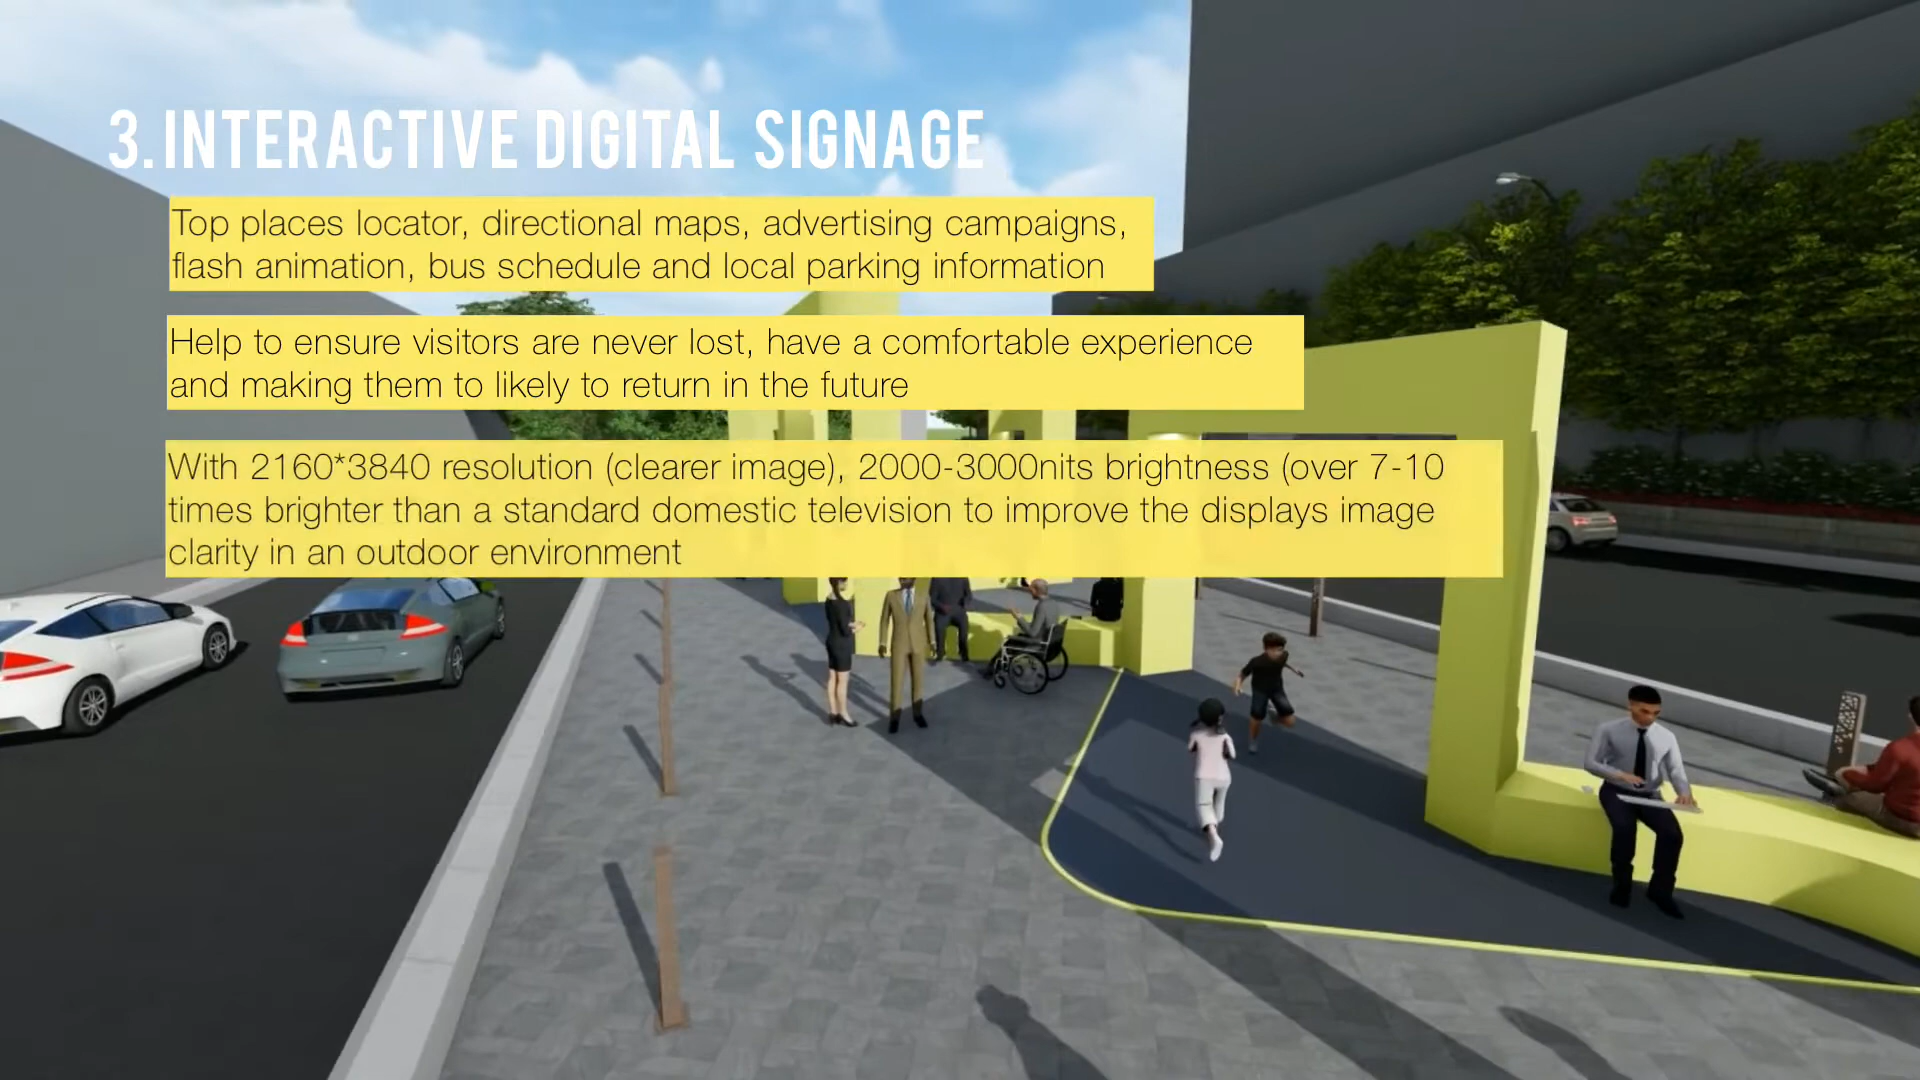 3. INTERACTIVE DIGITAL SIGNAGE
Top places locator, directional maps, advertising campaigns,
flash animation, bus schedule and local parking information
Help to ensure visitors are never lost, have a comfortable experience
and making them to likely to return in the future
With 2160*3840 resolution (clearer image), 2000-3000nits brightness (over 7-10
times brighter than a standard domestic television to improve the displays image
clarity in an outdoor environment